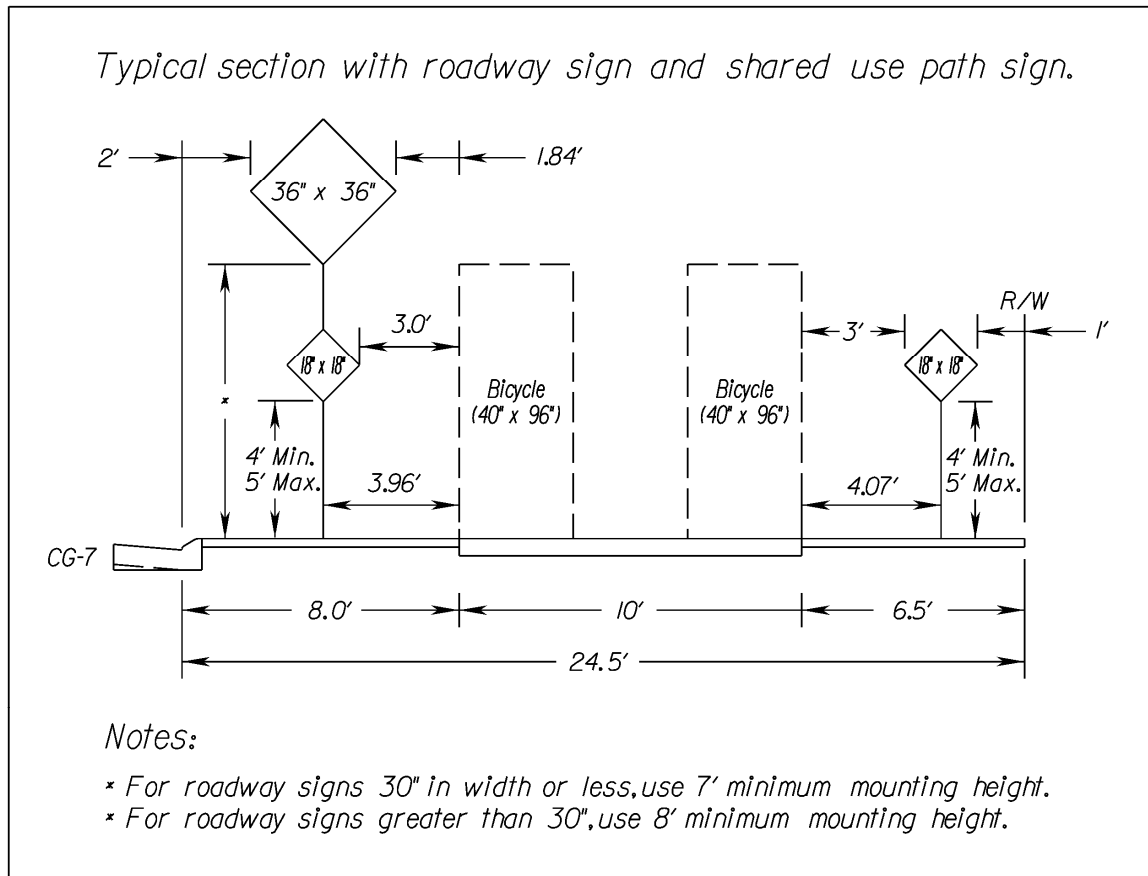 Typical section with roadway sign and shared use path sign.
2'
1.84'
36" x 36"
R/W
3.0'
3'
1'
18" x 18"
18" x 18"
Bicycle
(40" x 96")
Bicycle
(40" x 96")
*
4' Min.
5' Max.
4' Min.
5' Max.
3.96'
4.07'
CG-7
8.0'
10'
6.5'
24.5'
Notes:
* For roadway signs 30" in width or less, use 7' minimum mounting height.
* For roadway signs greater than 30", use 8' minimum mounting height.